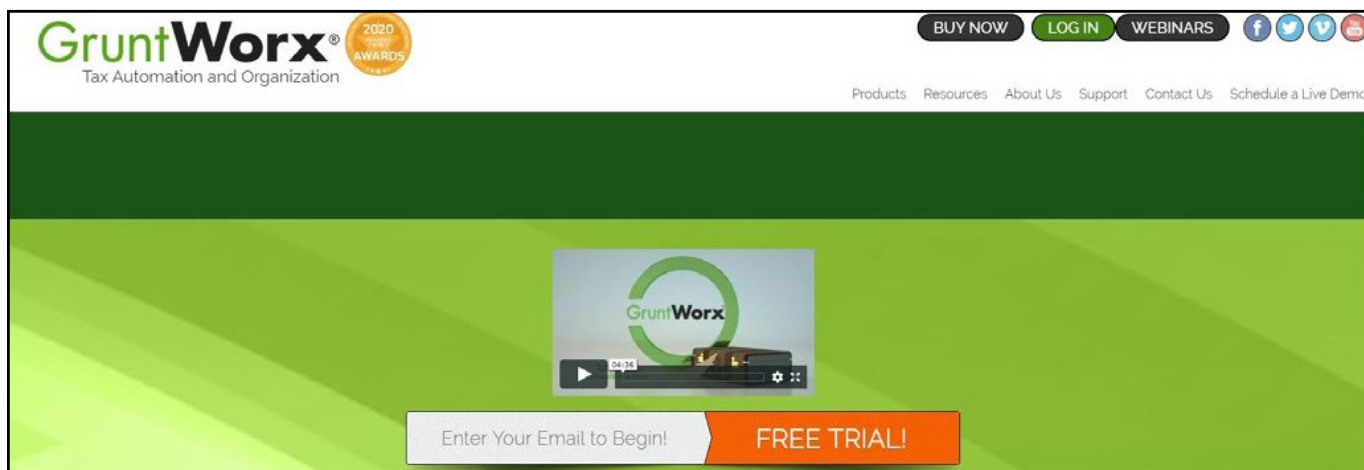 GruntWorx®
Tax Automation and Organization
2020
AWARDS
BUY NOW
LOG IN
WEBINARS
Products Resources About Us Support Contact Us Schedule a Live Demo
GruntWorx
04:36
Enter Your Email to Begin!
FREE TRIAL!